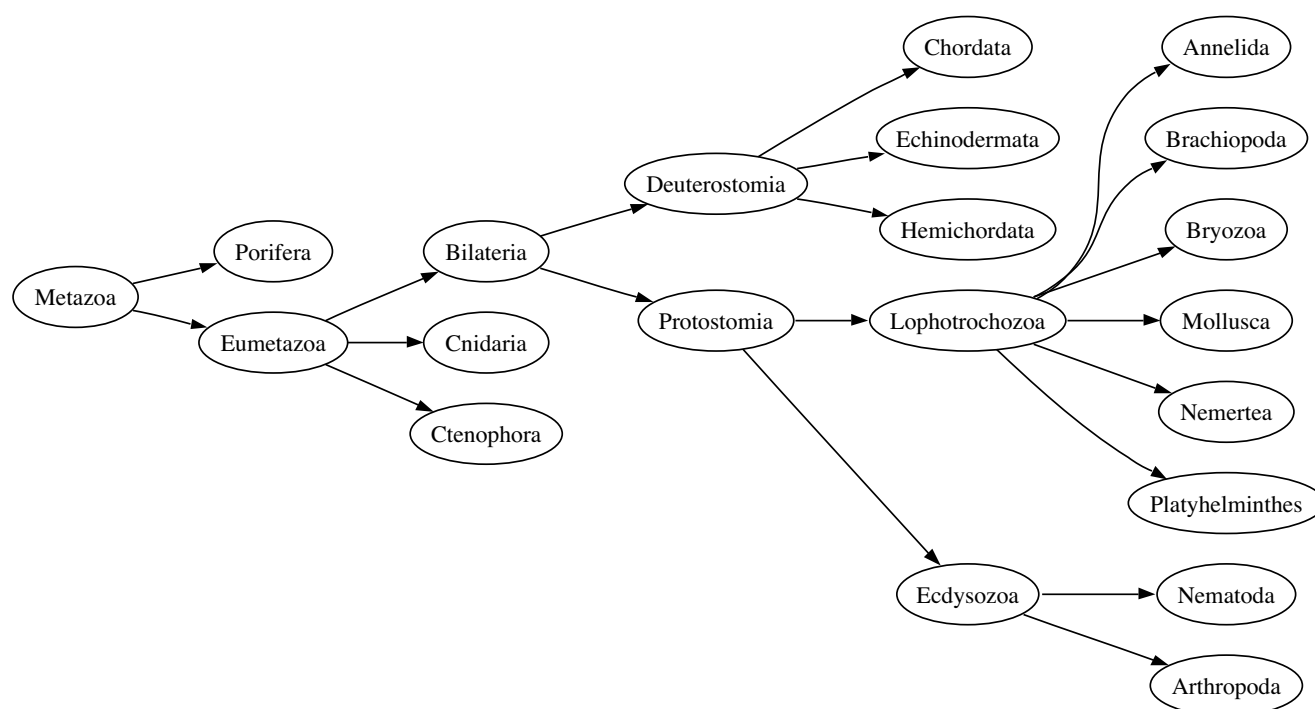 Chordata
Annelida
Echinodermata
Brachiopoda
Deuterostomia
Porifera
Bilateria
Hemichordata
Bryozoa
Metazoa
Eumetazoa
Cnidaria
Protostomia
Lophotrochozoa
Mollusca
Ctenophora
Nemertea
Platyhelminthes
Ecdysozoa
Nematoda
Arthropoda